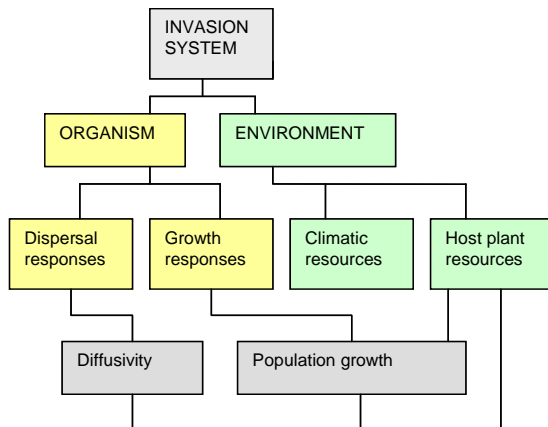 INVASION
SYSTEM
ORGANISM
ENVIRONMENT
Dispersal
responses
Growth
responses
Climatic
resources
Host plant
resources
Diffusivity
Population growth